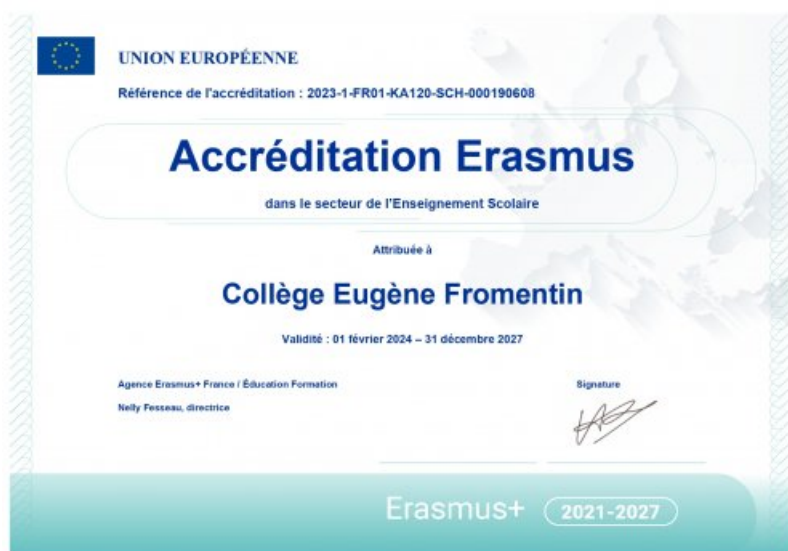 UNION EUROPÉENNE
Référence de l'accréditation : 2023-1-FR01-KA120-SCH-000190608
Accréditation Erasmus
dans le secteur de l'Enseignement Scolaire
Attribuée à
Collège Eugène Fromentin
Validité : 01 février 2024 – 31 décembre 2027
Agence Erasmus+ France / Éducation Formation
Signature
Nelly Fesseau, directrice
Erasmus+ 2021-2027